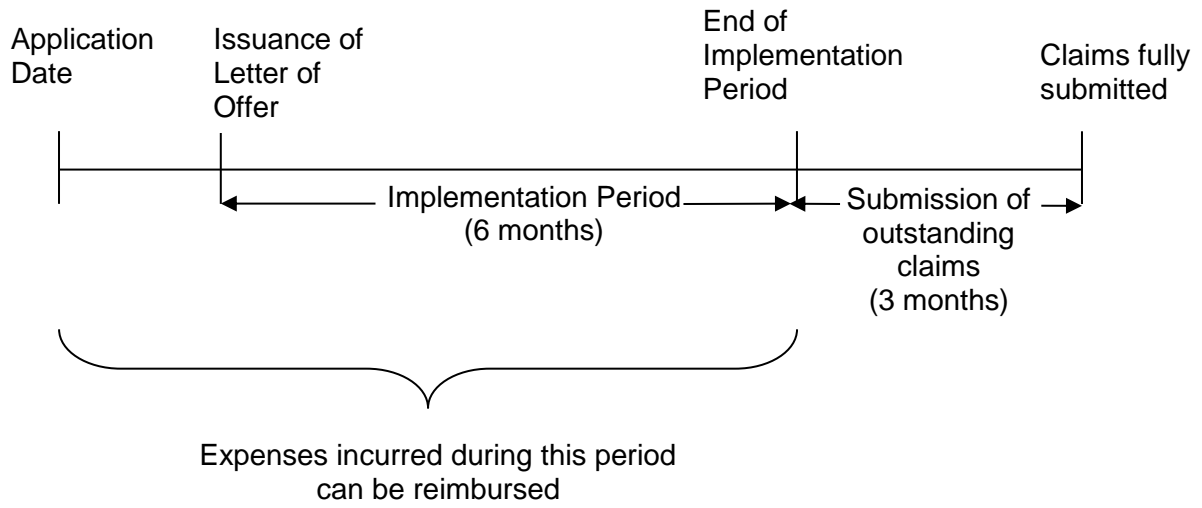 Application
Date
Issuance of
Letter of
Offer
End of
Implementation
Period
Claims fully
submitted
Implementation Period
(6 months)
Submission of
outstanding
claims
(3 months)
Expenses incurred during this period
can be reimbursed